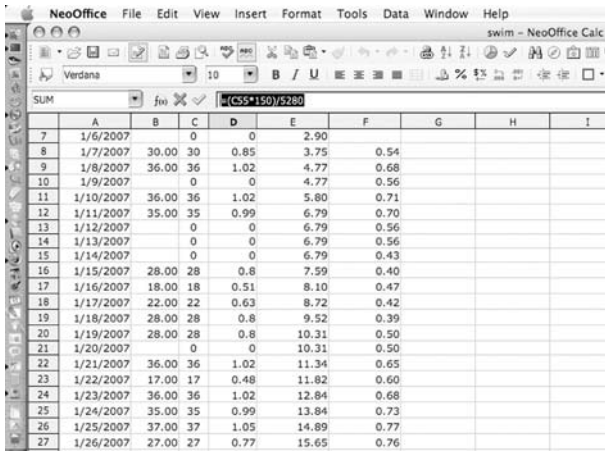 NeoOffice File Edit View Insert Format Tools Data Window Help
swim – NeoOffice Calc
Verdana 10 B I U
SUM f(x) =(C55*150)/5280
A B C D E F G H I
7 1/6/2007 0 0 2.90
8 1/7/2007 30.00 30 0.85 3.75 0.54
9 1/8/2007 36.00 36 1.02 4.77 0.68
10 1/9/2007 0 0 4.77 0.56
11 1/10/2007 36.00 36 1.02 5.80 0.71
12 1/11/2007 35.00 35 0.99 6.79 0.70
13 1/12/2007 0 0 6.79 0.56
14 1/13/2007 0 0 6.79 0.56
15 1/14/2007 0 0 6.79 0.43
16 1/15/2007 28.00 28 0.8 7.59 0.40
17 1/16/2007 18.00 18 0.51 8.10 0.47
18 1/17/2007 22.00 22 0.63 8.72 0.42
19 1/18/2007 28.00 28 0.8 9.52 0.39
20 1/19/2007 28.00 28 0.8 10.31 0.50
21 1/20/2007 0 0 10.31 0.50
22 1/21/2007 36.00 36 1.02 11.34 0.65
23 1/22/2007 17.00 17 0.48 11.82 0.60
24 1/23/2007 36.00 36 1.02 12.84 0.68
25 1/24/2007 35.00 35 0.99 13.84 0.73
26 1/25/2007 37.00 37 1.05 14.89 0.77
27 1/26/2007 27.00 27 0.77 15.65 0.76